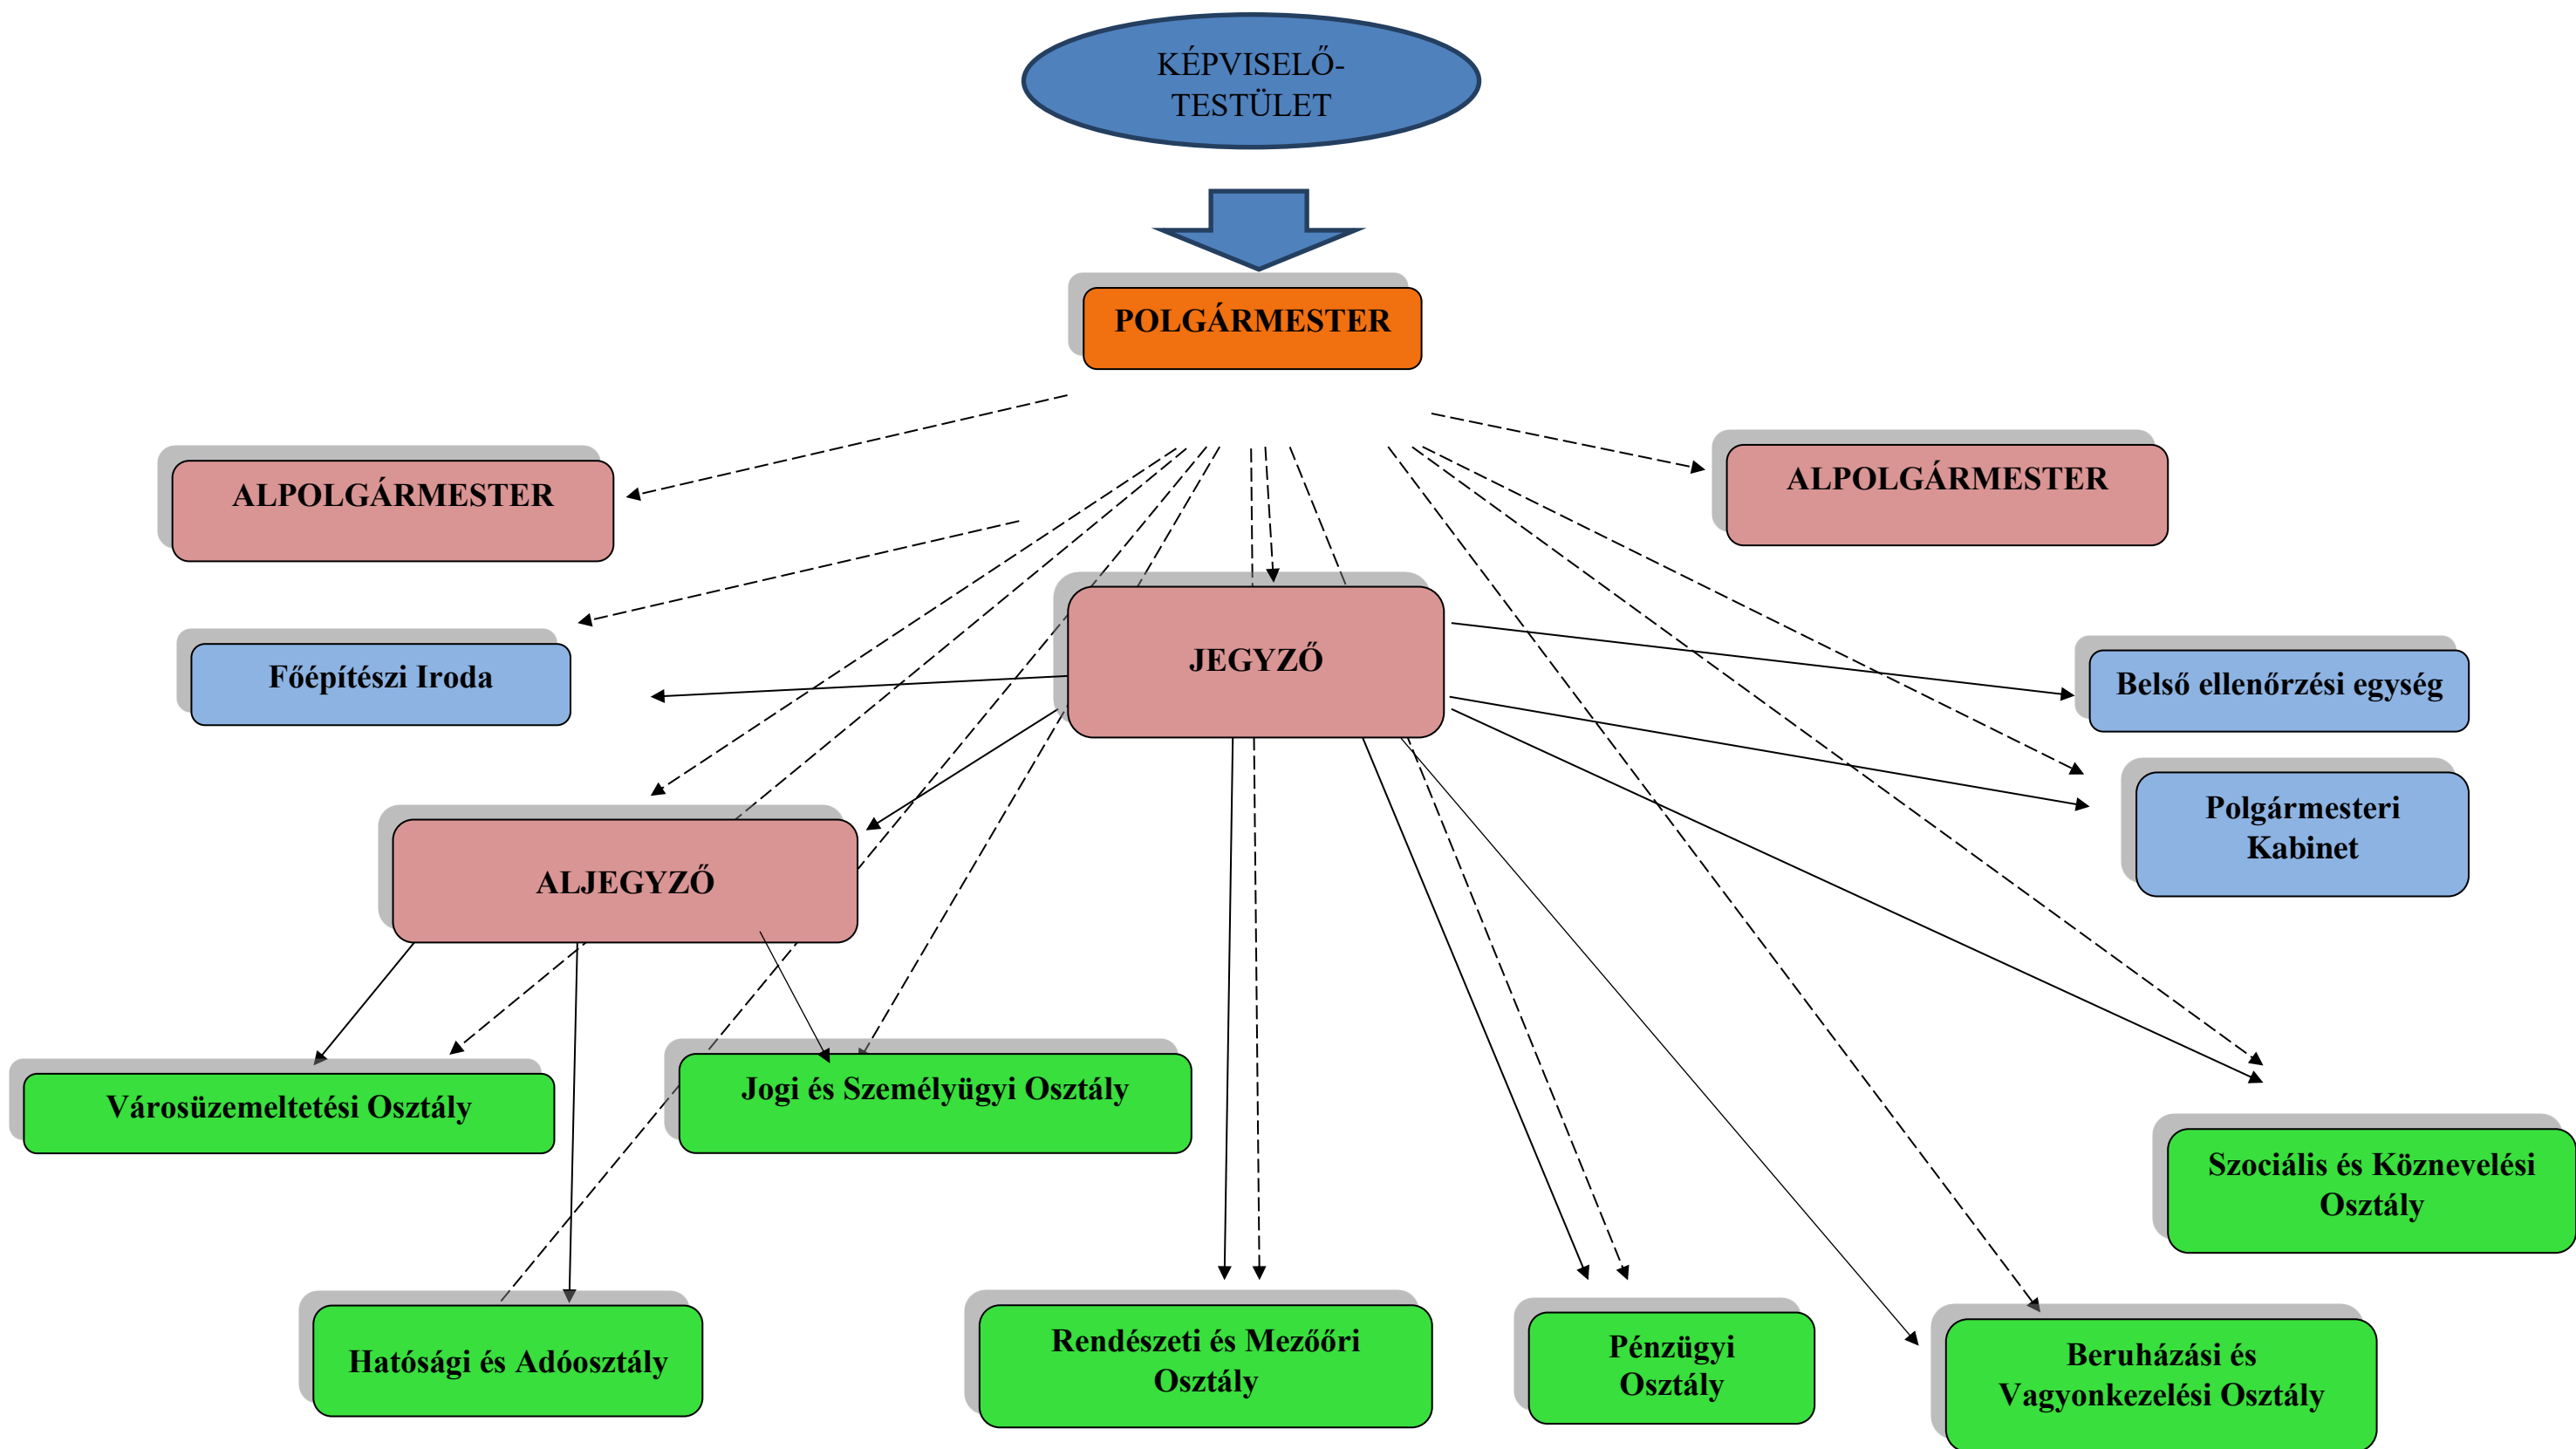 KÉPVISELŐ-
TESTÜLET
POLGÁRMESTER
ALPOLGÁRMESTER
ALPOLGÁRMESTER
JEGYZŐ
Főépítészi Iroda
Belső ellenőrzési egység
Polgármesteri
Kabinet
ALJEGYZŐ
Városüzemeltetési Osztály
Jogi és Személyügyi Osztály
Szociális és Köznevelési
Osztály
Hatósági és Adóosztály
Rendészeti és Mezőőri
Osztály
Pénzügyi
Osztály
Beruházási és
Vagyonkezelési Osztály